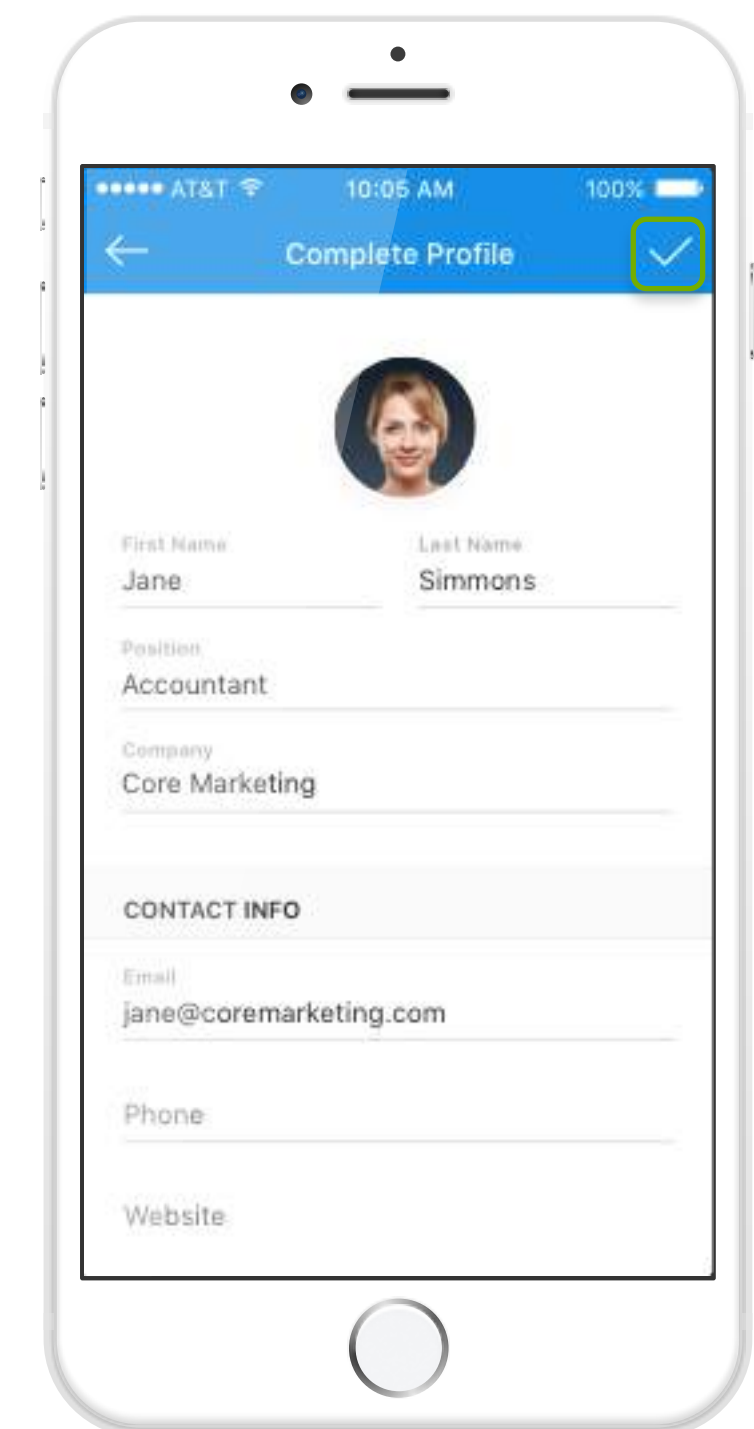 AT&T 10:05 AM 100%
Complete Profile
First Name Last Name
Jane Simmons
Position
Accountant
Company
Core Marketing
CONTACT INFO
Email
jane@coremarketing.com
Phone
Website